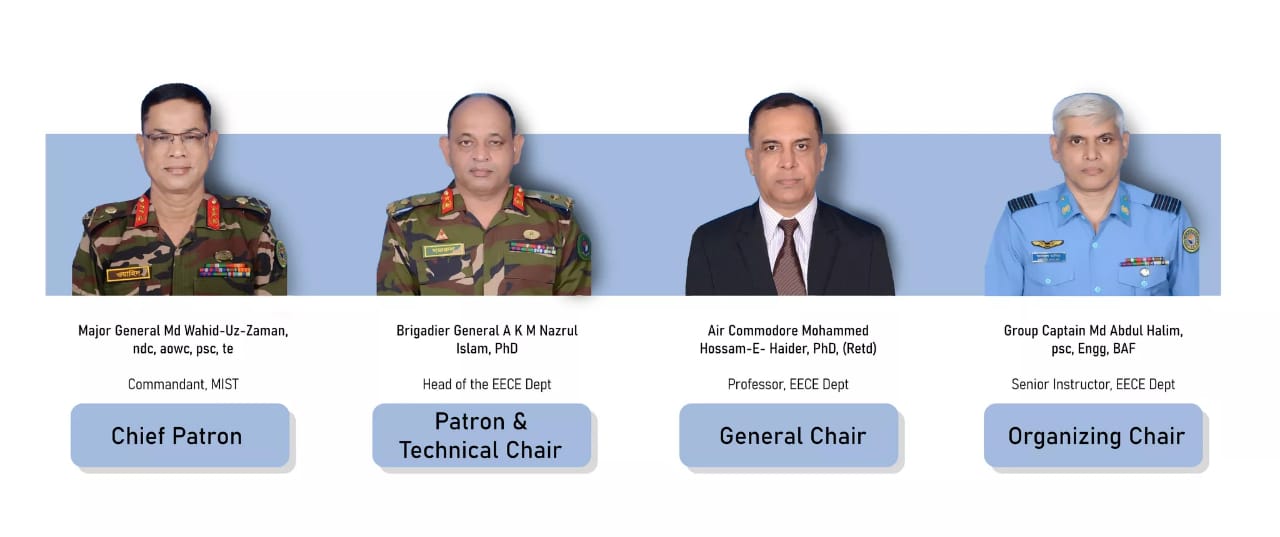 ওয়াহিদ
Major General Md Wahid-Uz-Zaman,
ndc, aowc, psc, te
Commandant, MIST
Chief Patron
নজরুল
Brigadier General A K M Nazrul
Islam, PhD
Head of the EECE Dept
Patron &
Technical Chair
Air Commodore Mohammed
Hossam-E- Haider, PhD, (Retd)
Professor, EECE Dept
General Chair
Group Captain Md Abdul Halim,
psc, Engg, BAF
Senior Instructor, EECE Dept
Organizing Chair